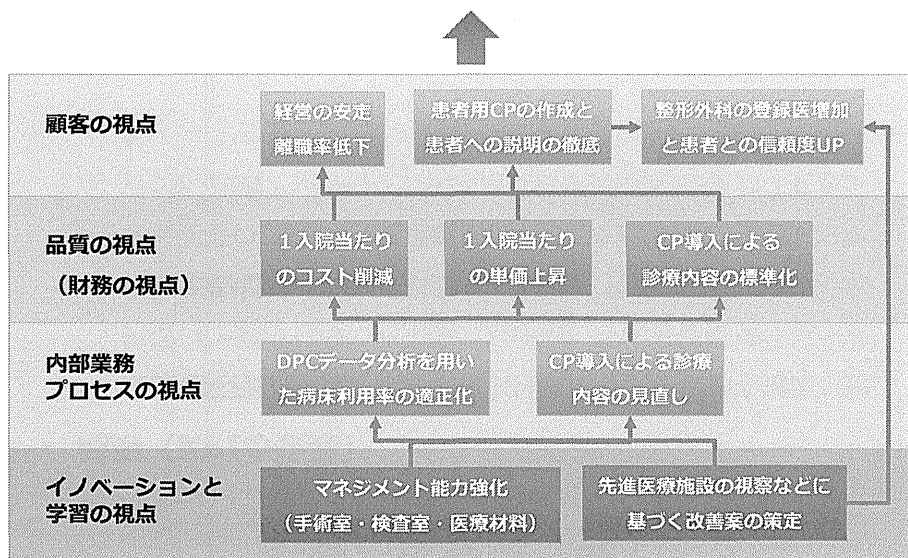 顧客の視点
経営の安定
離職率低下
患者用CPの作成と
患者への説明の徹底
整形外科の登録医増加
と患者との信頼度UP
品質の視点
（財務の視点）
１入院当たり
のコスト削減
１入院当たり
の単価上昇
CP導入による
診療内容の標準化
内部業務
プロセスの視点
DPCデータ分析を用い
た病床利用率の適正化
CP導入による診療
内容の見直し
イノベーションと
学習の視点
マネジメント能力強化
（手術室・検査室・医療材料）
先進医療施設の視察などに
基づく改善案の策定